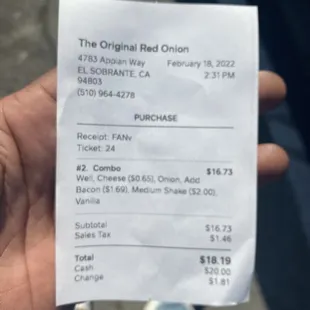 The Original Red Onion
4783 Appian Way
February 18, 2022
EL SOBRANTE, CA
2:31 PM
94803
(510) 964-4278
PURCHASE
Receipt: FANv
Ticket: 24
#2. Combo $16.73
Well, Cheese ($0.65), Onion, Add
Bacon ($1.69), Medium Shake ($2.00),
Vanilla
Subtotal $16.73
Sales Tax $1.46
Total $18.19
Cash $20.00
Change $1.81